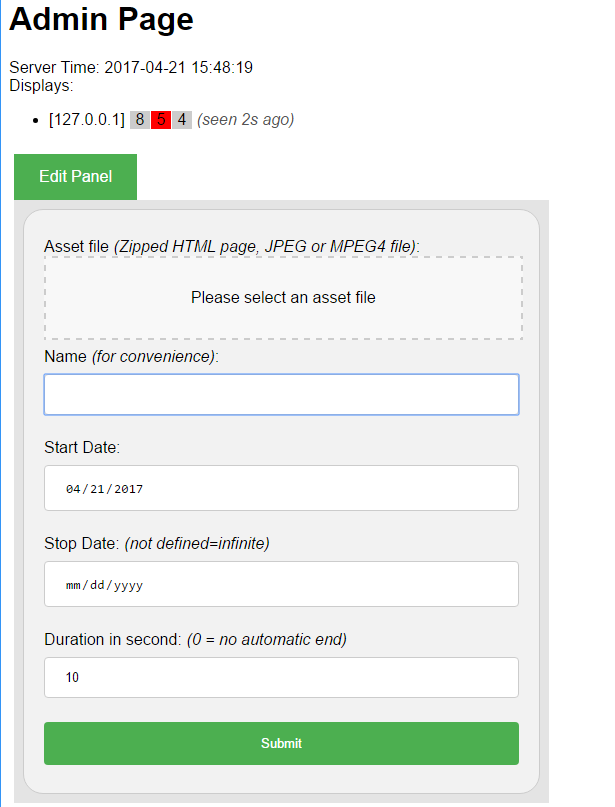 Admin Page
Server Time: 2017-04-21 15:48:19
Displays:
[127.0.0.1] 8 5 4 (seen 2s ago)
Edit Panel
Asset file (Zipped HTML page, JPEG or MPEG4 file):
Please select an asset file
Name (for convenience):
Start Date:
04/21/2017
Stop Date: (not defined=infinite)
mm/dd/yyyy
Duration in second: (0 = no automatic end)
10
Submit